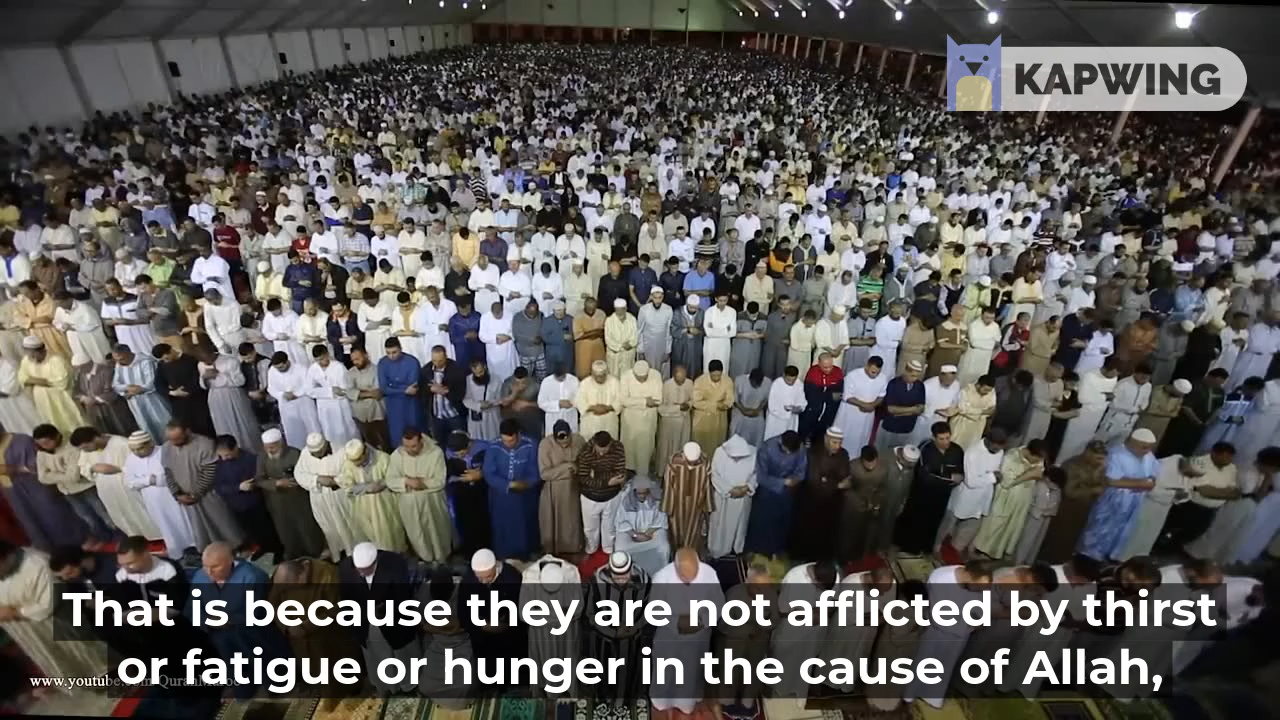 KAPWING
That is because they are not afflicted by thirst
or fatigue or hunger in the cause of Allah,